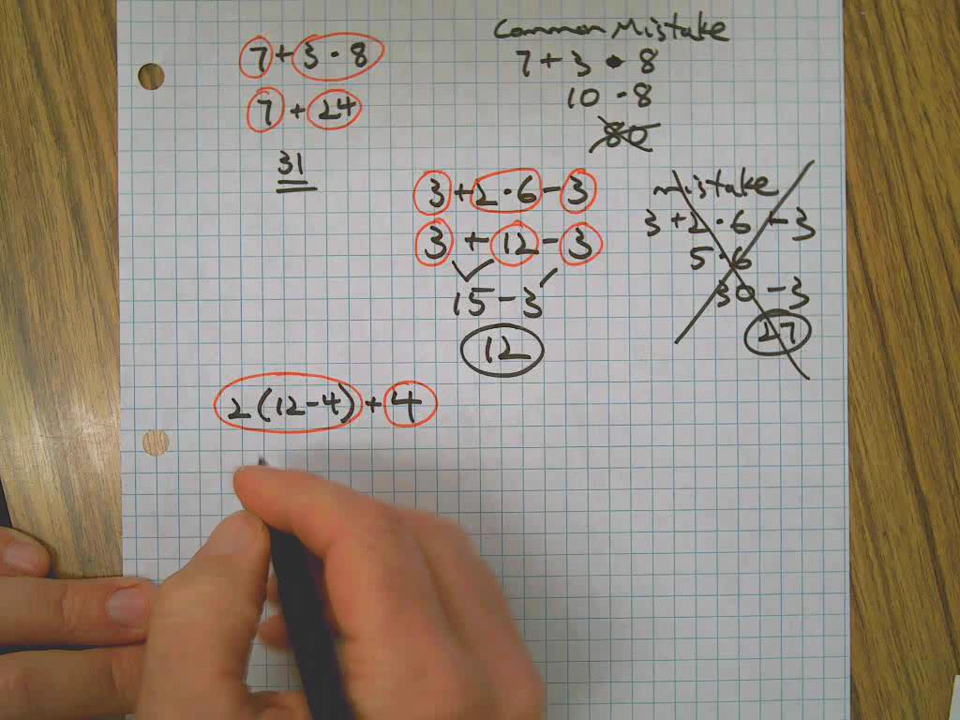 7 + 3 · 8
7 + 24
31
Common Mistake
7 + 3 · 8
10 · 8
80
3 + 2 · 6 - 3
3 + 12 - 3
15 - 3
12
mistake
3 + 2 · 6 - 3
5 · 6
30 - 3
27
2 (12 - 4) + 4